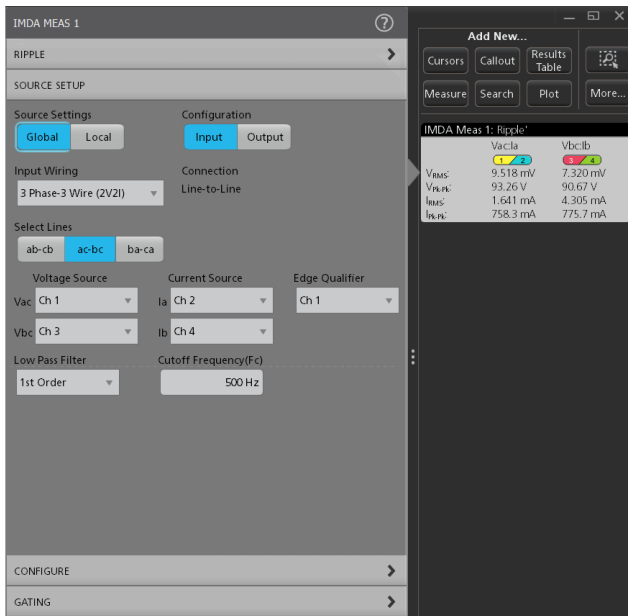 IMDA MEAS 1
?
RIPPLE
SOURCE SETUP
Source Settings
Configuration
Global Local
Input Output
Input Wiring
Connection
3 Phase-3 Wire (2V2I)
Line-to-Line
Select Lines
ab-cb ac-bc ba-ca
Voltage Source Current Source Edge Qualifier
Vac Ch 1 Ia Ch 2 Ch 1
Vbc Ch 3 Ib Ch 4
Low Pass Filter Cutoff Frequency(Fc)
1st Order 500 Hz
CONFIGURE
GATING
Add New...
Cursors Callout Results Table
Measure Search Plot More...
IMDA Meas 1: Ripple'
Vac:Ia Vbc:Ib
1 2 3 4
VRMS: 9.518 mV 7.320 mV
VPk-Pk: 93.26 V 90.67 V
IRMS: 1.641 mA 4.305 mA
IPk-Pk: 758.3 mA 775.7 mA